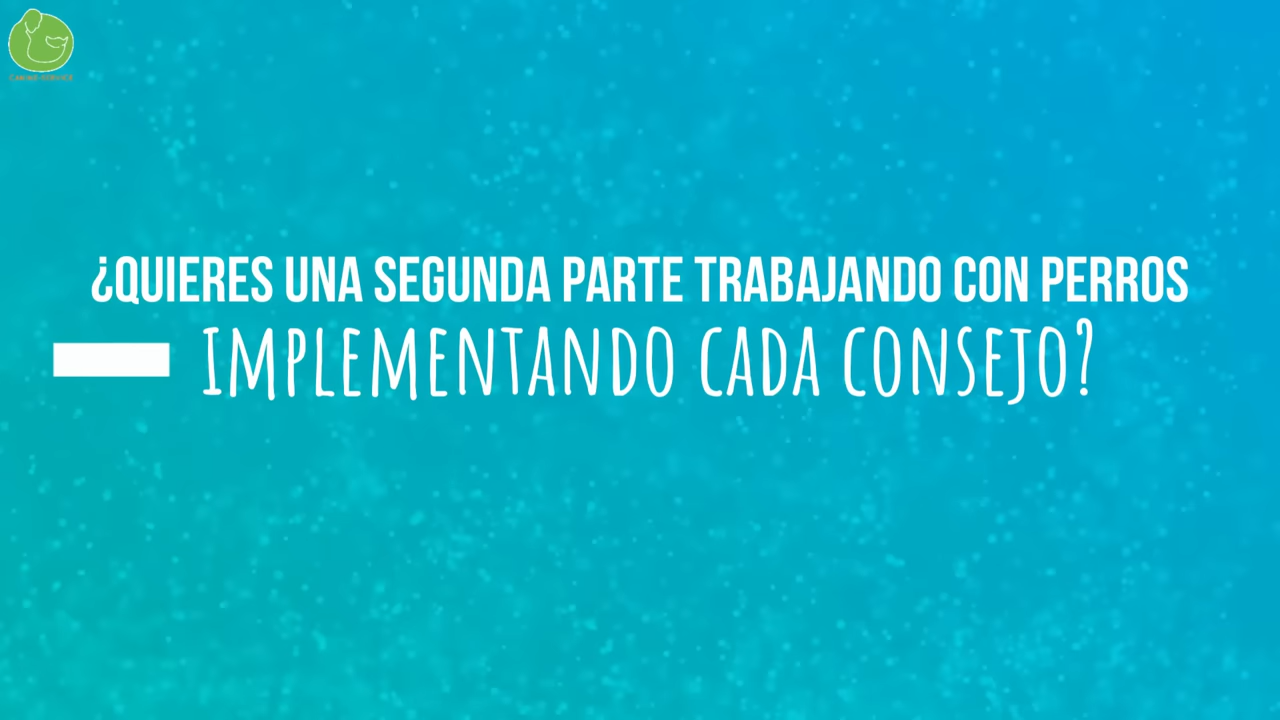 ¿QUIERES UNA SEGUNDA PARTE TRABAJANDO CON PERROS
IMPLEMENTANDO CADA CONSEJO?